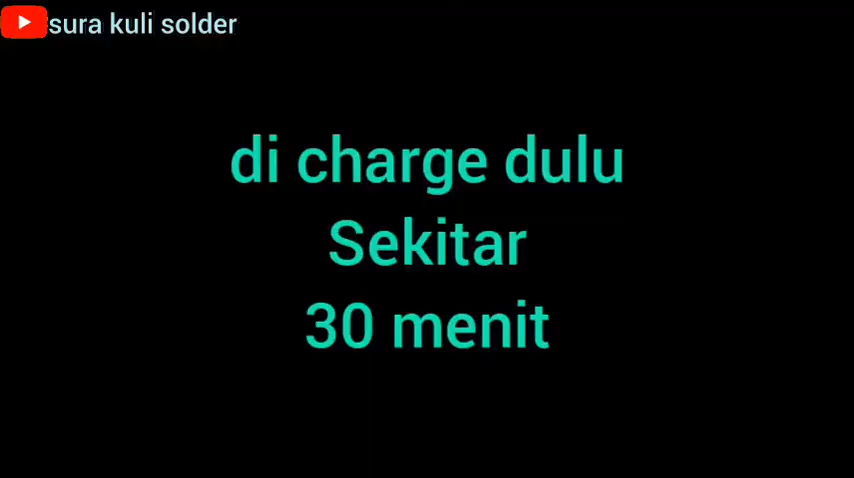 sura kuli solder
di charge dulu
Sekitar
30 menit